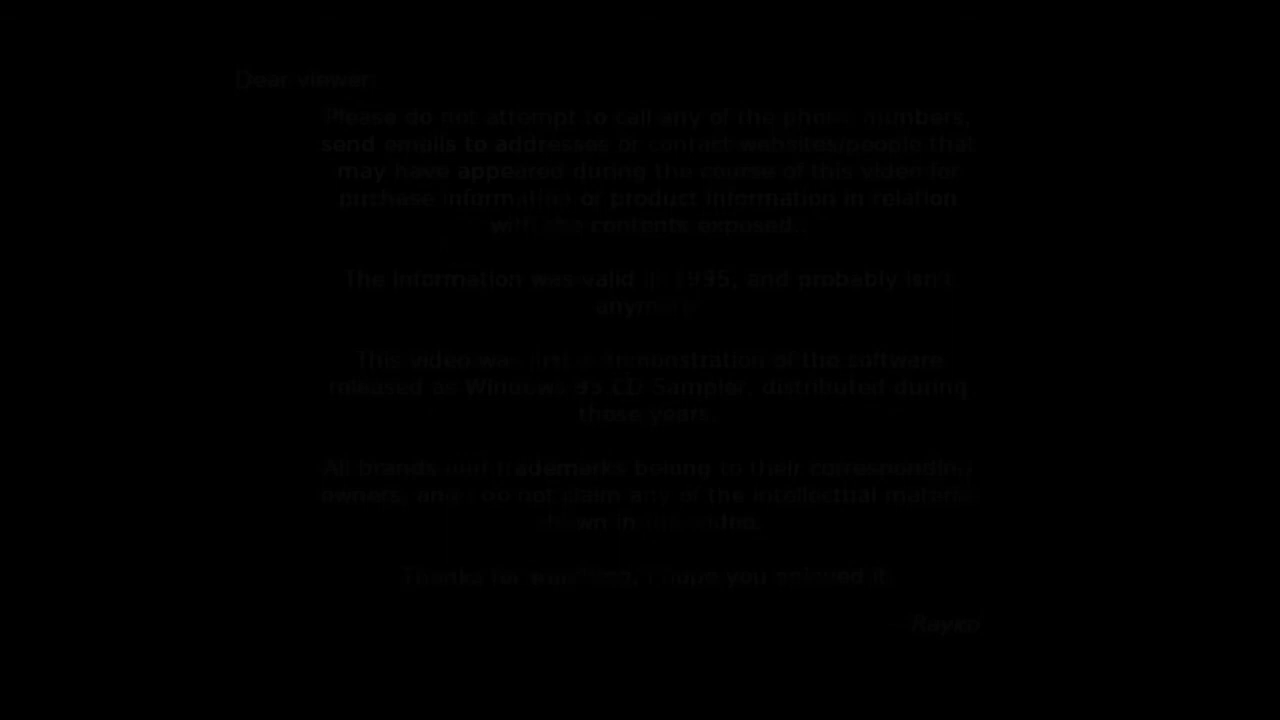 Dear viewer:
Please do not attempt to call any of the phone numbers,
send emails to addresses or contact websites/people that
may have appeared during the course of this video for
purchase information or product information in relation
with the contents exposed.
The information was valid in 1995, and probably isn't
anymore.
This video was first a demonstration of the software
released as Windows 95 CD Sampler, distributed during
those years.
All brands and trademarks belong to their corresponding
owners, and I do not claim any of the intellectual material
shown in this video.
Thanks for watching, I hope you enjoyed it
Rayko